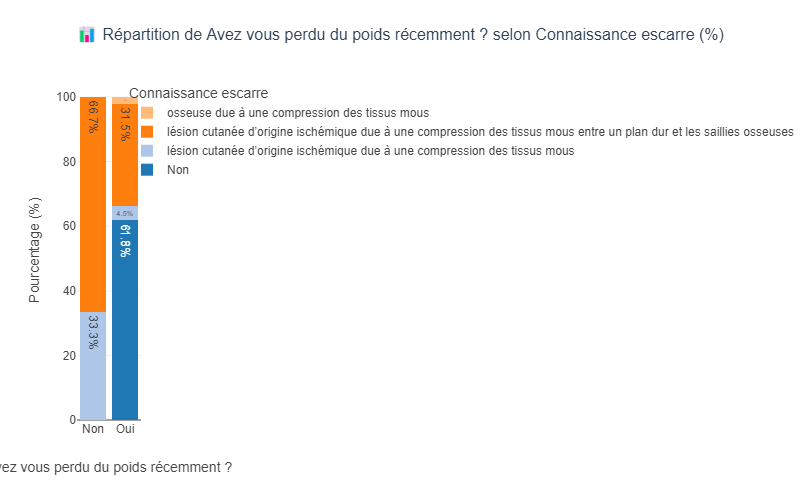 Répartition de Avez vous perdu du poids récemment ? selon Connaissance escarre (%)
Connaissance escarre
osseuse due à une compression des tissus mous
lésion cutanée d'origine ischémique due à une compression des tissus mous entre un plan dur et les saillies osseuses
lésion cutanée d'origine ischémique due à une compression des tissus mous
Non
Pourcentage (%)
100
80
60
40
20
0
66.7%
33.3%
31.5%
4.5%
61.8%
Non
Oui
vez vous perdu du poids récemment ?